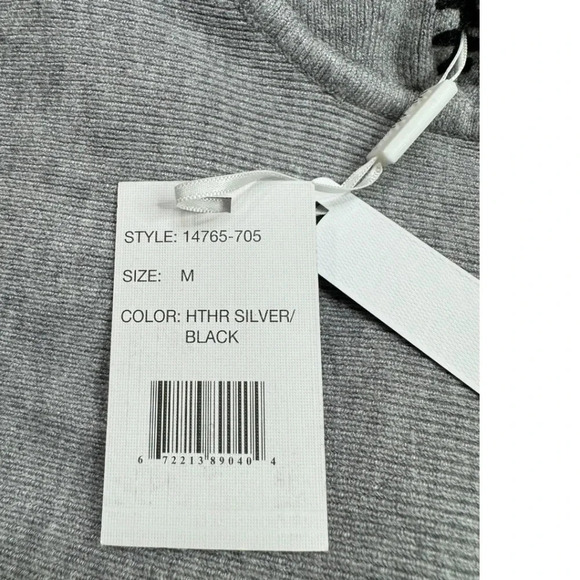 STYLE: 14765-705
SIZE: M
COLOR: HTHR SILVER/
BLACK
6 72213 89040 4